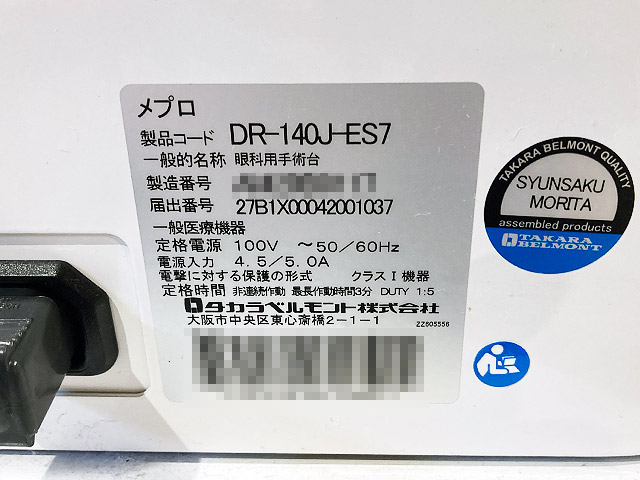 メプロ
製品コード DR-140J-ES7
一般的名称 眼科用手術台
製造番号
届出番号 27B1X00042001037
一般医療機器
定格電源 100V ～50/60Hz
電源入力 4.5/5.0A
電撃に対する保護の形式 クラスⅠ機器
定格時間 非連続作動 最長作動時間3分 DUTY 1:5
タカラベルモント株式会社
大阪市中央区東心斎橋2-1-1
ZZ605556
TAKARA BELMONT QUALITY
SYUNSAKU
MORITA
assembled products
TAKARA
BELMONT